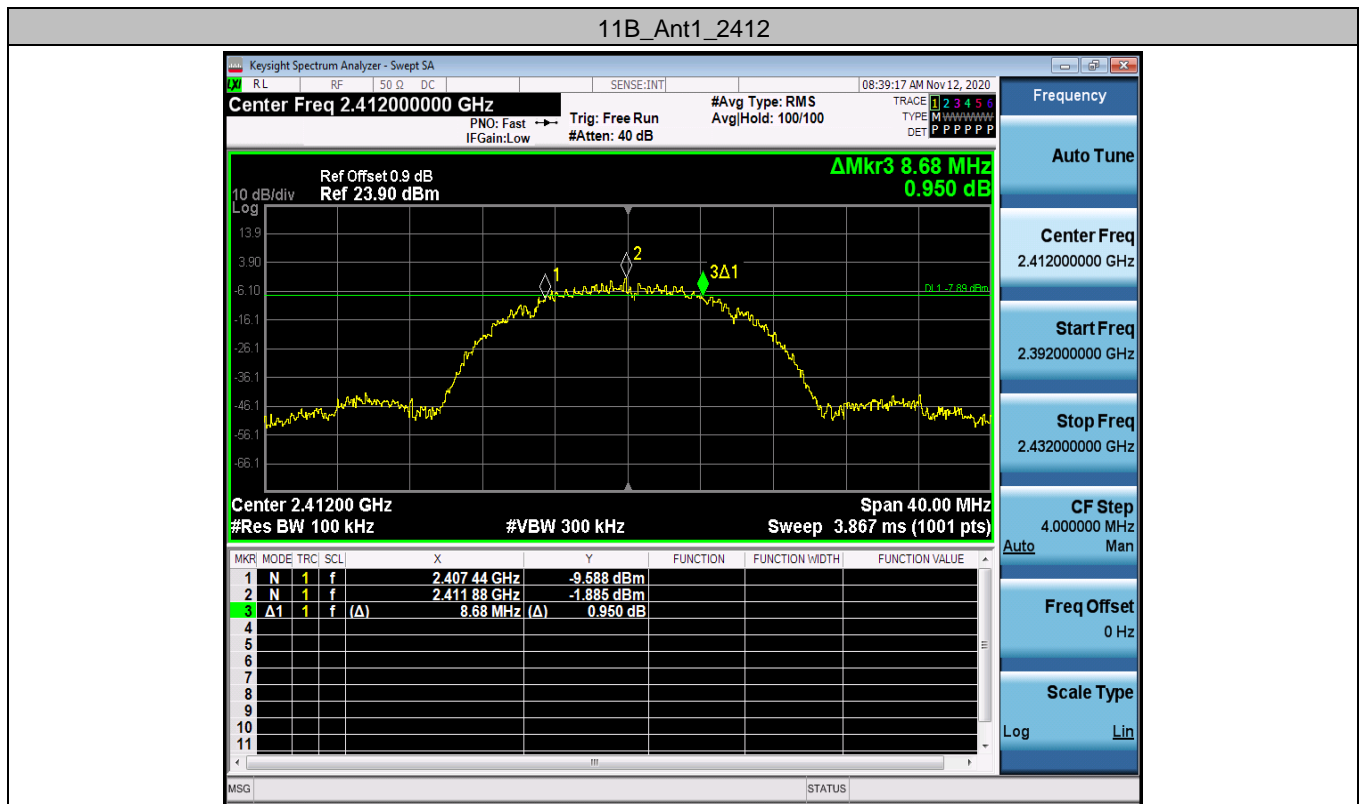 11B_Ant1_2412
Keysight Spectrum Analyzer - Swept SA
LXI RL RF 50 Ω DC SENSE:INT 08:39:17 AM Nov 12, 2020
Center Freq 2.412000000 GHz
PNO: Fast
IFGain:Low
Trig: Free Run
#Atten: 40 dB
#Avg Type: RMS
Avg|Hold: 100/100
TRACE 1 2 3 4 5 6
TYPE M WWWWW
DET P P P P P P
Frequency
Auto Tune
Center Freq
2.412000000 GHz
Start Freq
2.392000000 GHz
Stop Freq
2.432000000 GHz
CF Step
4.000000 MHz
Auto Man
Freq Offset
0 Hz
Scale Type
Log Lin
ΔMkr3 8.68 MHz
0.950 dB
Ref Offset 0.9 dB
10 dB/div Ref 23.90 dBm
Log
13.9
3.90
-6.10
-16.1
-26.1
-36.1
-46.1
-56.1
-66.1
1
2
3Δ1
DL1 -7.89 dBm
Center 2.41200 GHz Span 40.00 MHz
#Res BW 100 kHz #VBW 300 kHz Sweep 3.867 ms (1001 pts)
MKR MODE TRC SCL X Y FUNCTION FUNCTION WIDTH FUNCTION VALUE
1 N 1 f 2.407 44 GHz -9.588 dBm
2 N 1 f 2.411 88 GHz -1.885 dBm
3 Δ1 1 f (Δ) 8.68 MHz (Δ) 0.950 dB
4
5
6
7
8
9
10
11
MSG STATUS